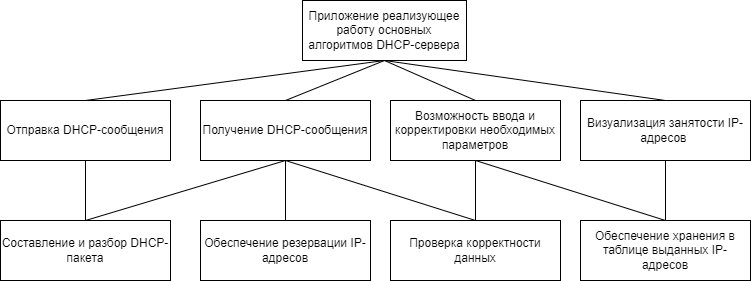 Приложение реализующее
работу основных
алгоритмов DHCP-сервера
Отправка DHCP-сообщения
Получение DHCP-сообщения
Возможность ввода и
корректировки необходимых
параметров
Визуализация занятости IP-
адресов
Составление и разбор DHCP-
пакета
Обеспечение резервации IP-
адресов
Проверка корректности
данных
Обеспечение хранения в
таблице выданных IP-
адресов